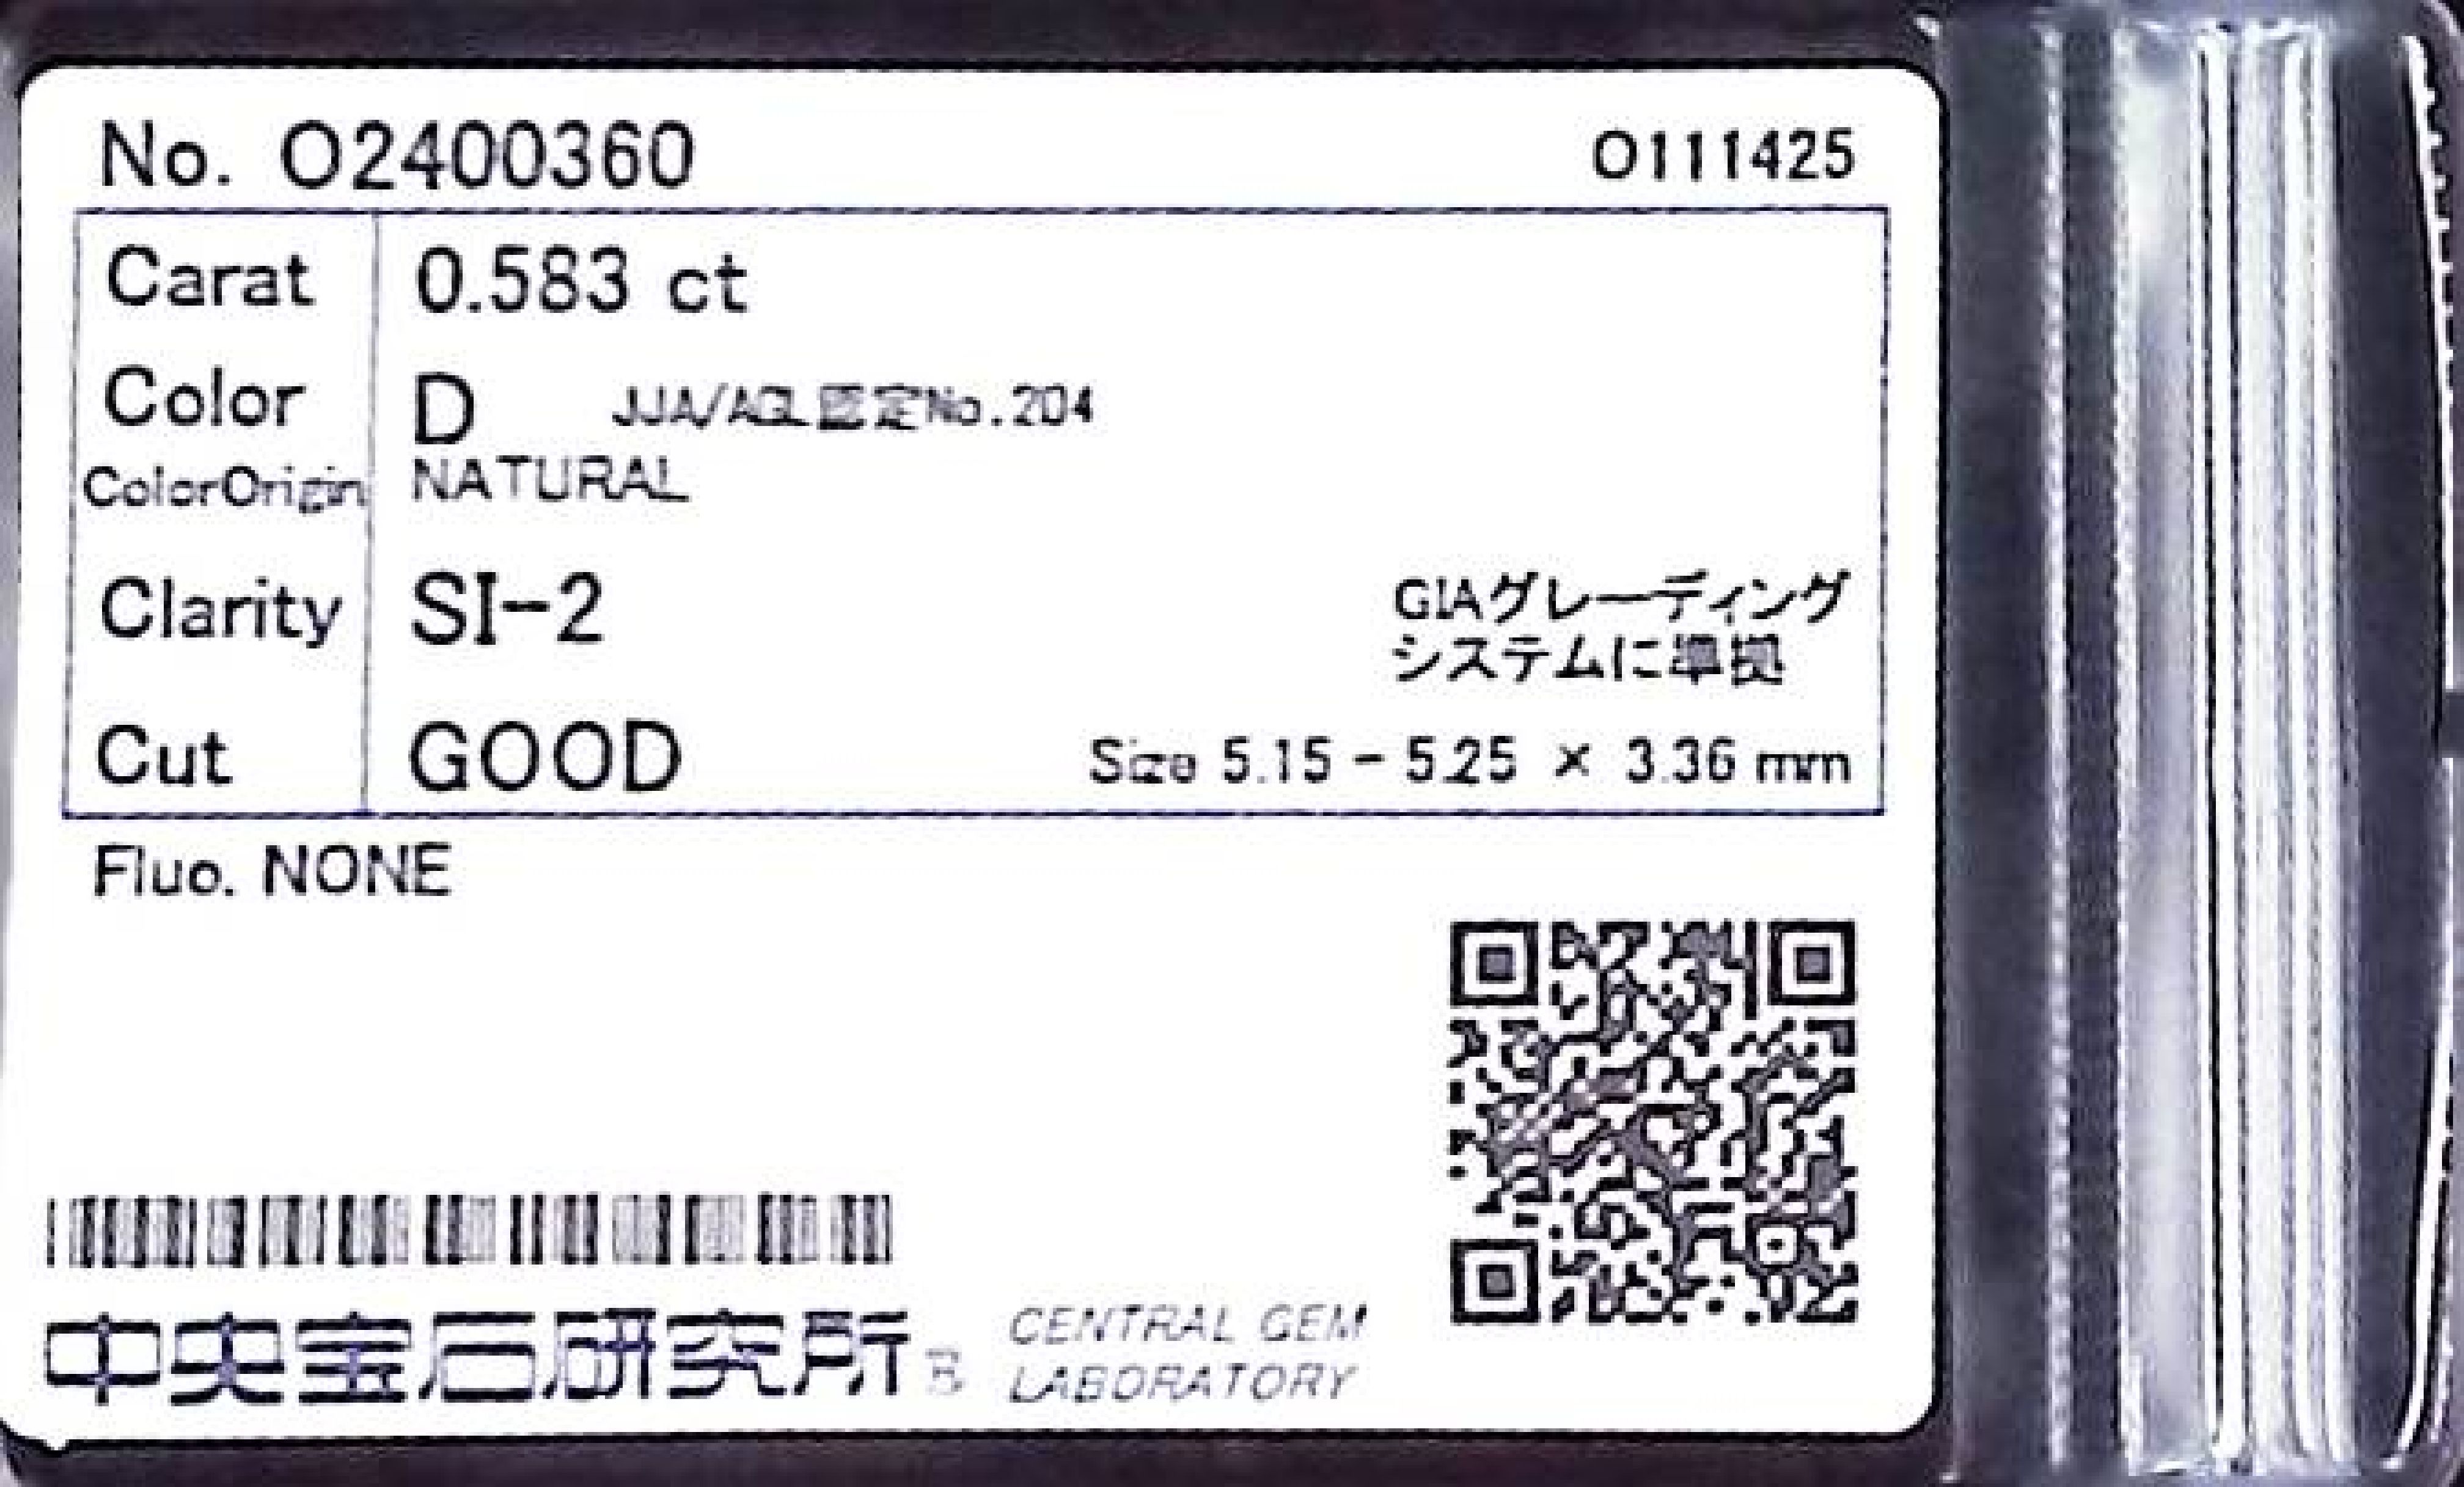 No. O2400360 O111425
Carat 0.583 ct
Color D JJA/AGL認定No.204
ColorOrigin NATURAL
Clarity SI-2
GIAグレーディング
システムに準拠
Cut GOOD Size 5.15 - 5.25 × 3.36 mm
Fluo. NONE
中央宝石研究所 B
CENTRAL GEM
LABORATORY